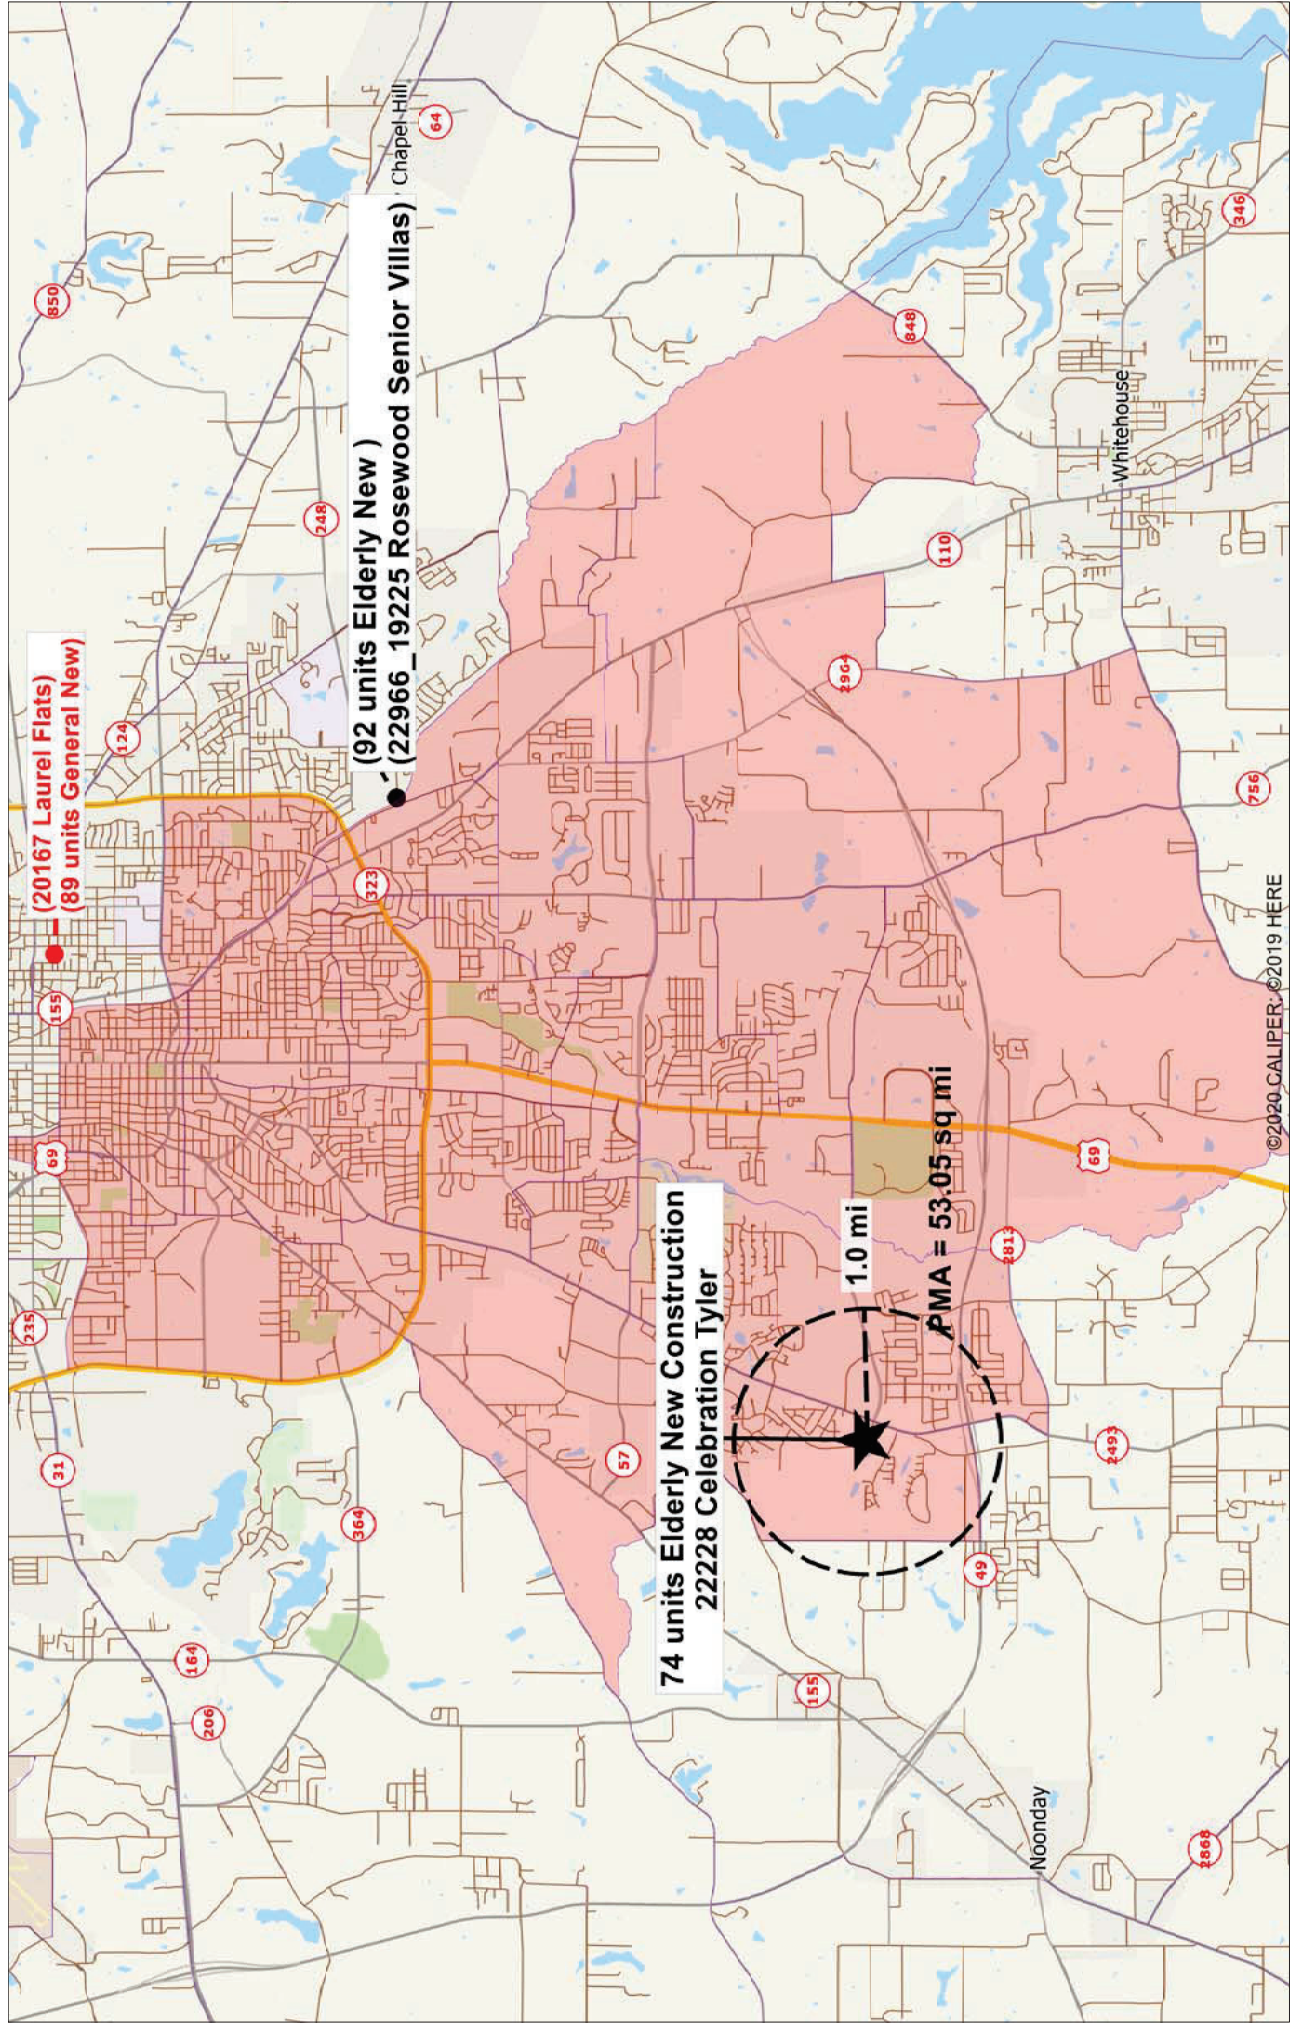 850
64
Chapel Hill
(20167 Laurel Flats)
(89 units General New)
124
248
(92 units Elderly New )
(22966_19225 Rosewood Senior Villas)
346
848
Whitehouse
110
2964
756
323
155
69
235
31
364
164
206
57
74 units Elderly New Construction
22228 Celebration Tyler
1.0 mi
PMA = 53.05 sq mi
69
2813
2493
49
155
Noonday
2868
©2020 CALIPER; ©2019 HERE